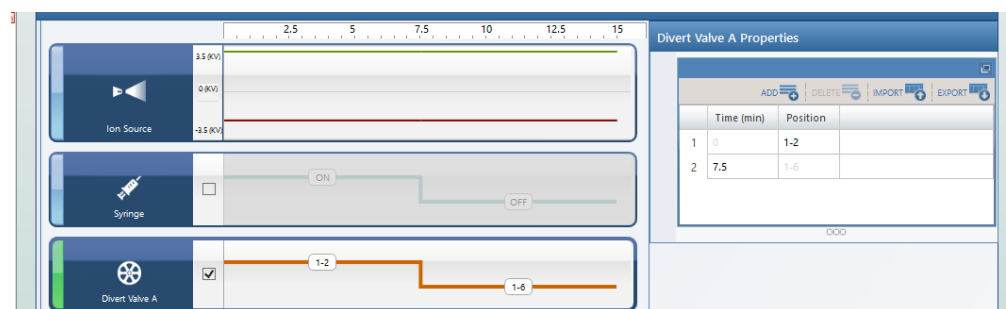 2.5 5 7.5 10 12.5 15
Divert Valve A Properties
3.5 (KV)
0 (KV)
-3.5 (KV)
Ion Source
ADD DELETE IMPORT EXPORT
Time (min) Position
1 0 1-2
2 7.5 1-6
ON
OFF
Syringe
1-2
1-6
Divert Valve A